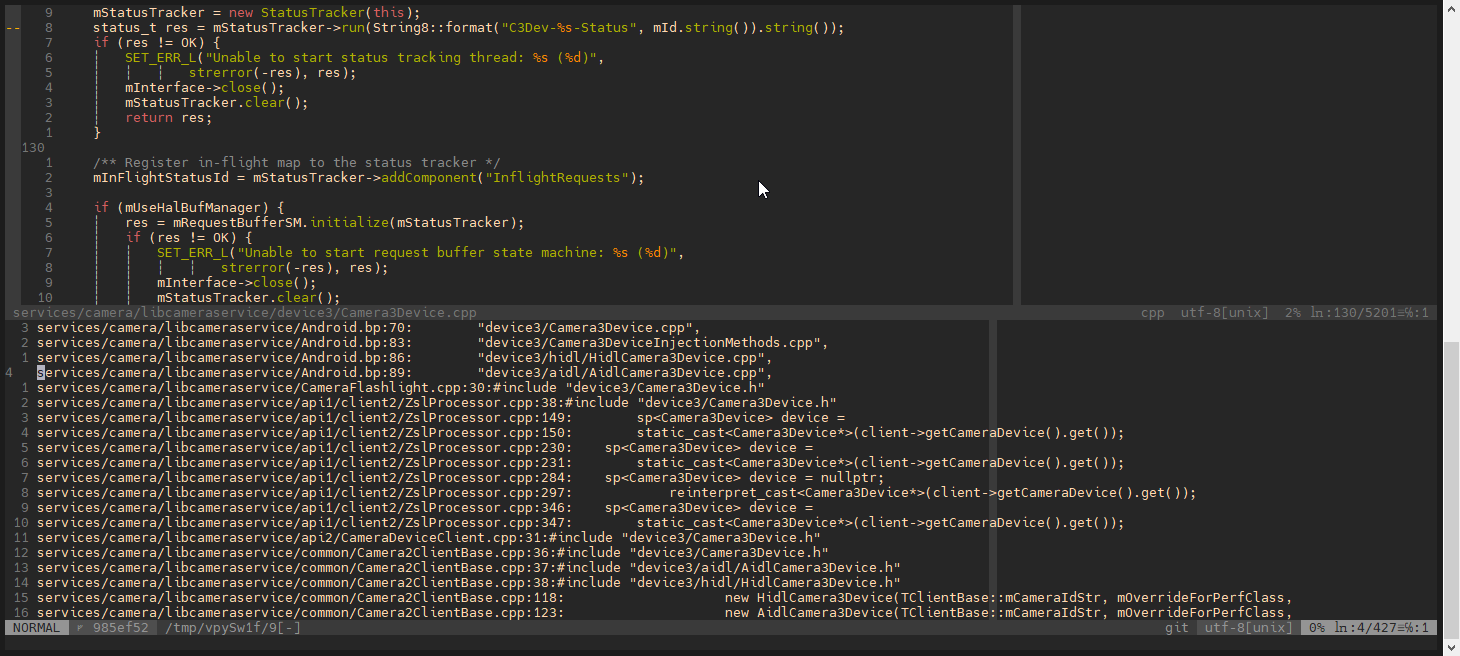 9 mStatusTracker = new StatusTracker(this);
-- 8 status_t res = mStatusTracker->run(String8::format("C3Dev-%s-Status", mId.string()).string());
7 if (res != OK) {
6 SET_ERR_L("Unable to start status tracking thread: %s (%d)",
5 strerror(-res), res);
4 mInterface->close();
3 mStatusTracker.clear();
2 return res;
1 }
130
1 /** Register in-flight map to the status tracker */
2 mInFlightStatusId = mStatusTracker->addComponent("InflightRequests");
3
4 if (mUseHalBufManager) {
5 res = mRequestBufferSM.initialize(mStatusTracker);
6 if (res != OK) {
7 SET_ERR_L("Unable to start request buffer state machine: %s (%d)",
8 strerror(-res), res);
9 mInterface->close();
10 mStatusTracker.clear();
services/camera/libcameraservice/device3/Camera3Device.cpp cpp utf-8[unix] 2% ln:130/5201≡%:1
3 services/camera/libcameraservice/Android.bp:70: "device3/Camera3Device.cpp",
2 services/camera/libcameraservice/Android.bp:83: "device3/Camera3DeviceInjectionMethods.cpp",
1 services/camera/libcameraservice/Android.bp:86: "device3/hidl/HidlCamera3Device.cpp",
4 services/camera/libcameraservice/Android.bp:89: "device3/aidl/AidlCamera3Device.cpp",
1 services/camera/libcameraservice/CameraFlashlight.cpp:30:#include "device3/Camera3Device.h"
2 services/camera/libcameraservice/api1/client2/ZslProcessor.cpp:38:#include "device3/Camera3Device.h"
3 services/camera/libcameraservice/api1/client2/ZslProcessor.cpp:149: sp<Camera3Device> device =
4 services/camera/libcameraservice/api1/client2/ZslProcessor.cpp:150: static_cast<Camera3Device*>(client->getCameraDevice().get());
5 services/camera/libcameraservice/api1/client2/ZslProcessor.cpp:230: sp<Camera3Device> device =
6 services/camera/libcameraservice/api1/client2/ZslProcessor.cpp:231: static_cast<Camera3Device*>(client->getCameraDevice().get());
7 services/camera/libcameraservice/api1/client2/ZslProcessor.cpp:284: sp<Camera3Device> device = nullptr;
8 services/camera/libcameraservice/api1/client2/ZslProcessor.cpp:297: reinterpret_cast<Camera3Device*>(client->getCameraDevice().get());
9 services/camera/libcameraservice/api1/client2/ZslProcessor.cpp:346: sp<Camera3Device> device =
10 services/camera/libcameraservice/api1/client2/ZslProcessor.cpp:347: static_cast<Camera3Device*>(client->getCameraDevice().get());
11 services/camera/libcameraservice/api2/CameraDeviceClient.cpp:31:#include "device3/Camera3Device.h"
12 services/camera/libcameraservice/common/Camera2ClientBase.cpp:36:#include "device3/Camera3Device.h"
13 services/camera/libcameraservice/common/Camera2ClientBase.cpp:37:#include "device3/aidl/AidlCamera3Device.h"
14 services/camera/libcameraservice/common/Camera2ClientBase.cpp:38:#include "device3/hidl/HidlCamera3Device.h"
15 services/camera/libcameraservice/common/Camera2ClientBase.cpp:118: new HidlCamera3Device(TClientBase::mCameraIdStr, mOverrideForPerfClass,
16 services/camera/libcameraservice/common/Camera2ClientBase.cpp:123: new AidlCamera3Device(TClientBase::mCameraIdStr, mOverrideForPerfClass,
NORMAL 985ef52 /tmp/vpySw1f/9[-] git utf-8[unix] 0% ln:4/427≡%:1